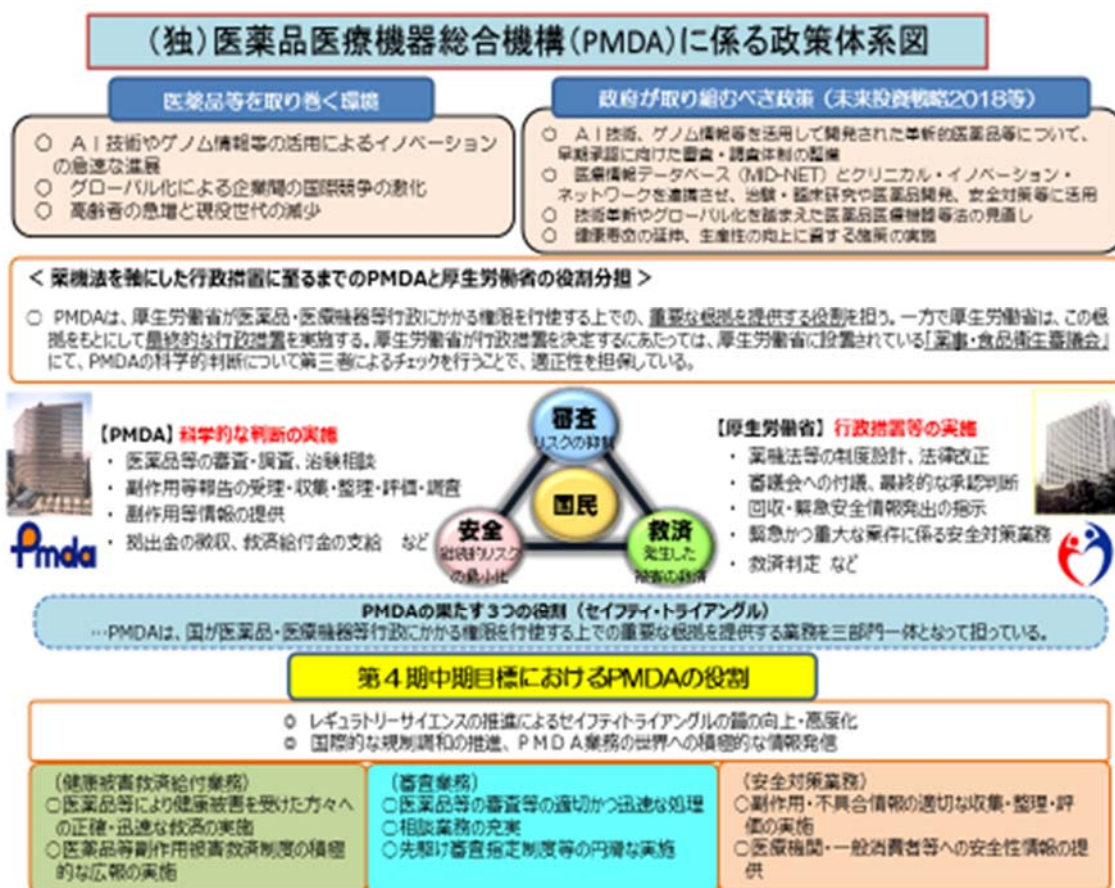 (独)医薬品医療機器総合機構(PMDA)に係る政策体系図
医薬品等を取り巻く環境
○ AI技術やゲノム情報等の活用によるイノベーション
の急速な進展
○ グローバル化による企業間の国際競争の激化
○ 高齢者の急増と現役世代の減少
政府が取り組むべき政策(未来投資戦略2018等)
○ AI技術、ゲノム情報等を活用して開発された革新的医薬品等について、
早期承認に向けた審査・調査体制の整備
○ 医療情報データベース(MID-NET)とクリニカル・イノベーション・
ネットワークを連携させ、治験・臨床研究や医薬品開発、安全対策等に活用
○ 技術革新やグローバル化を踏まえた医薬品医療機器等法の見直し
○ 健康寿命の延伸、生産性の向上に資する施策の実施
< 薬機法を軸にした行政措置に至るまでのPMDAと厚生労働省の役割分担 >
○ PMDAは、厚生労働省が医薬品・医療機器等行政にかかる権限を行使する上での、重要な根拠を提供する役割を担う。一方で厚生労働省は、この根
拠をもとにして最終的な行政措置を実施する。厚生労働省が行政措置を決定するにあたっては、厚生労働省に設置されている「薬事・食品衛生審議会」
にて、PMDAの科学的判断について第三者によるチェックを行うことで、適正性を担保している。
【PMDA】科学的な判断の実施
・ 医薬品等の審査・調査、治験相談
・ 副作用等報告の受理・収集・整理・評価・調査
・ 副作用等情報の提供
・ 拠出金の徴収、救済給付金の支給 など
Pmda
審査
リスクの抑制
国民
安全
継続的リスク
の最小化
救済
発生した
被害の救済
【厚生労働省】行政措置等の実施
・ 薬機法等の制度設計、法律改正
・ 審議会への付議、最終的な承認判断
・ 回収・緊急安全情報発出の指示
・ 緊急かつ重大な案件に係る安全対策業務
・ 救済判定 など
PMDAの果たす3つの役割(セイフティ・トライアングル)
…PMDAは、国が医薬品・医療機器等行政にかかる権限を行使する上での重要な根拠を提供する業務を三部門一体となって担っている。
第4期中期目標におけるPMDAの役割
◎ レギュラトリーサイエンスの推進によるセイフティトライアングルの質の向上・高度化
◎ 国際的な規制調和の推進、PMDA業務の世界への積極的な情報発信
(健康被害救済給付業務)
○医薬品等により健康被害を受けた方々へ
の正確・迅速な救済の実施
○医薬品等副作用被害救済制度の積極
的な広報の実施
(審査業務)
○医薬品等の審査等の適切かつ迅速な処理
○相談業務の充実
○先駆け審査指定制度等の円滑な実施
(安全対策業務)
○副作用・不具合情報の適切な収集・整理・評
価の実施
○医療機関・一般消費者等への安全性情報の提
供